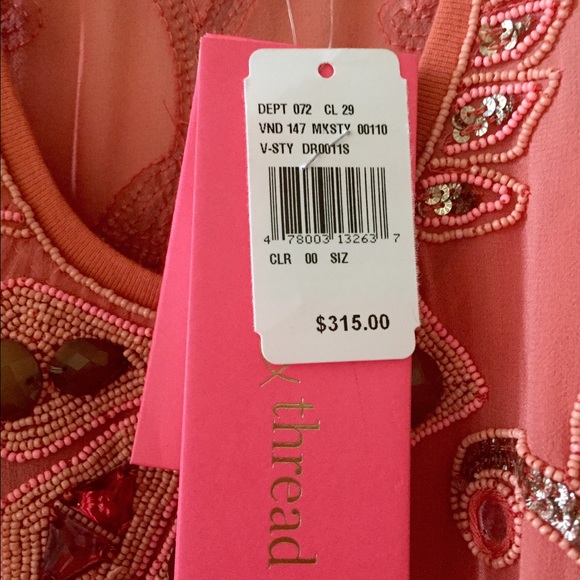 DEPT 072 CL 29
VND 147 MKSTY 00110
V-STY DR0011S
4 78003 13263 7
CLR 00 SIZ
$315.00
x thread